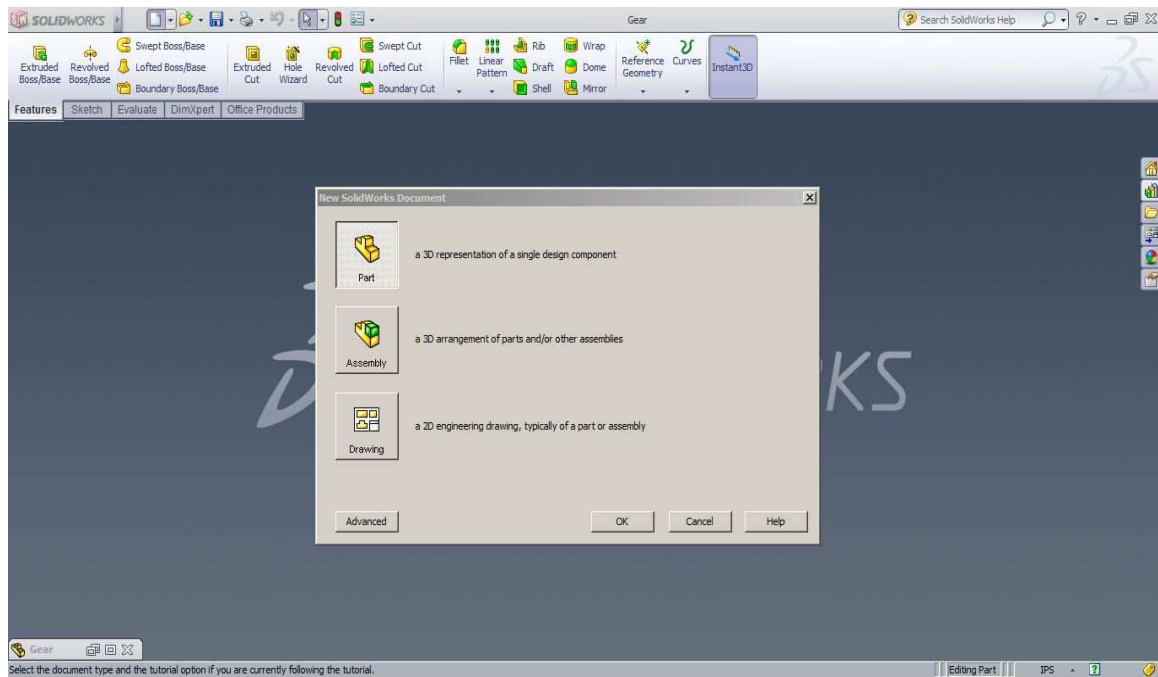 SOLIDWORKS
Gear
Search SolidWorks Help
Extruded Boss/Base
Revolved Boss/Base
Swept Boss/Base
Lofted Boss/Base
Boundary Boss/Base
Extruded Cut
Hole Wizard
Revolved Cut
Swept Cut
Lofted Cut
Boundary Cut
Fillet
Linear Pattern
Rib
Draft
Shell
Wrap
Dome
Mirror
Reference Geometry
Curves
Instant3D
Features
Sketch
Evaluate
DimXpert
Office Products
New SolidWorks Document
Part
a 3D representation of a single design component
Assembly
a 3D arrangement of parts and/or other assemblies
Drawing
a 2D engineering drawing, typically of a part or assembly
KS
Advanced
OK
Cancel
Help
Gear
Select the document type and the tutorial option if you are currently following the tutorial.
Editing Part
IPS